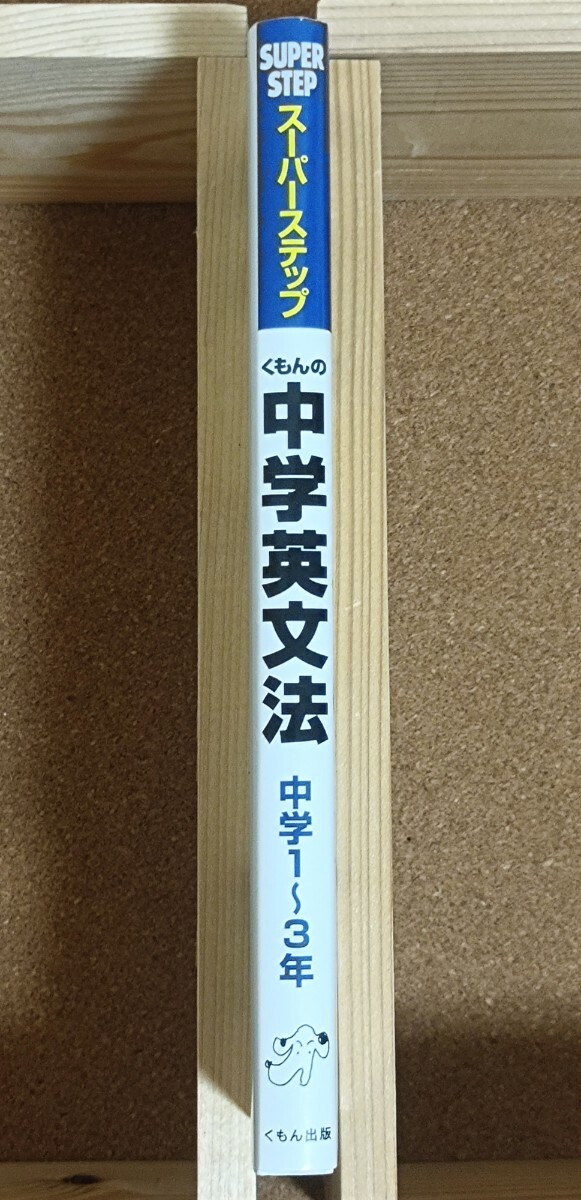 SUPER
STEP
スーパーステップ
くもんの
中学英文法
中学1〜3年
くもん出版